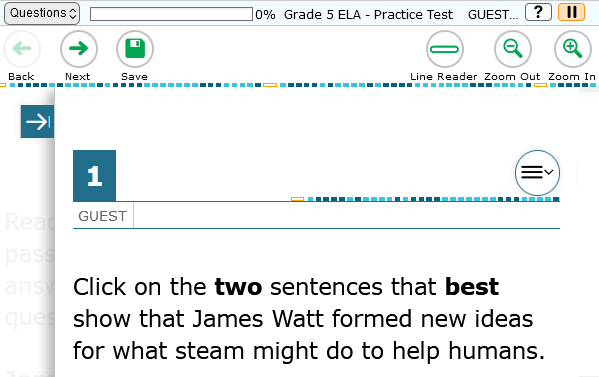 Questions 0% Grade 5 ELA - Practice Test GUEST... ?
Back Next Save Line Reader Zoom Out Zoom In
1
GUEST
Click on the two sentences that best
show that James Watt formed new ideas
for what steam might do to help humans.